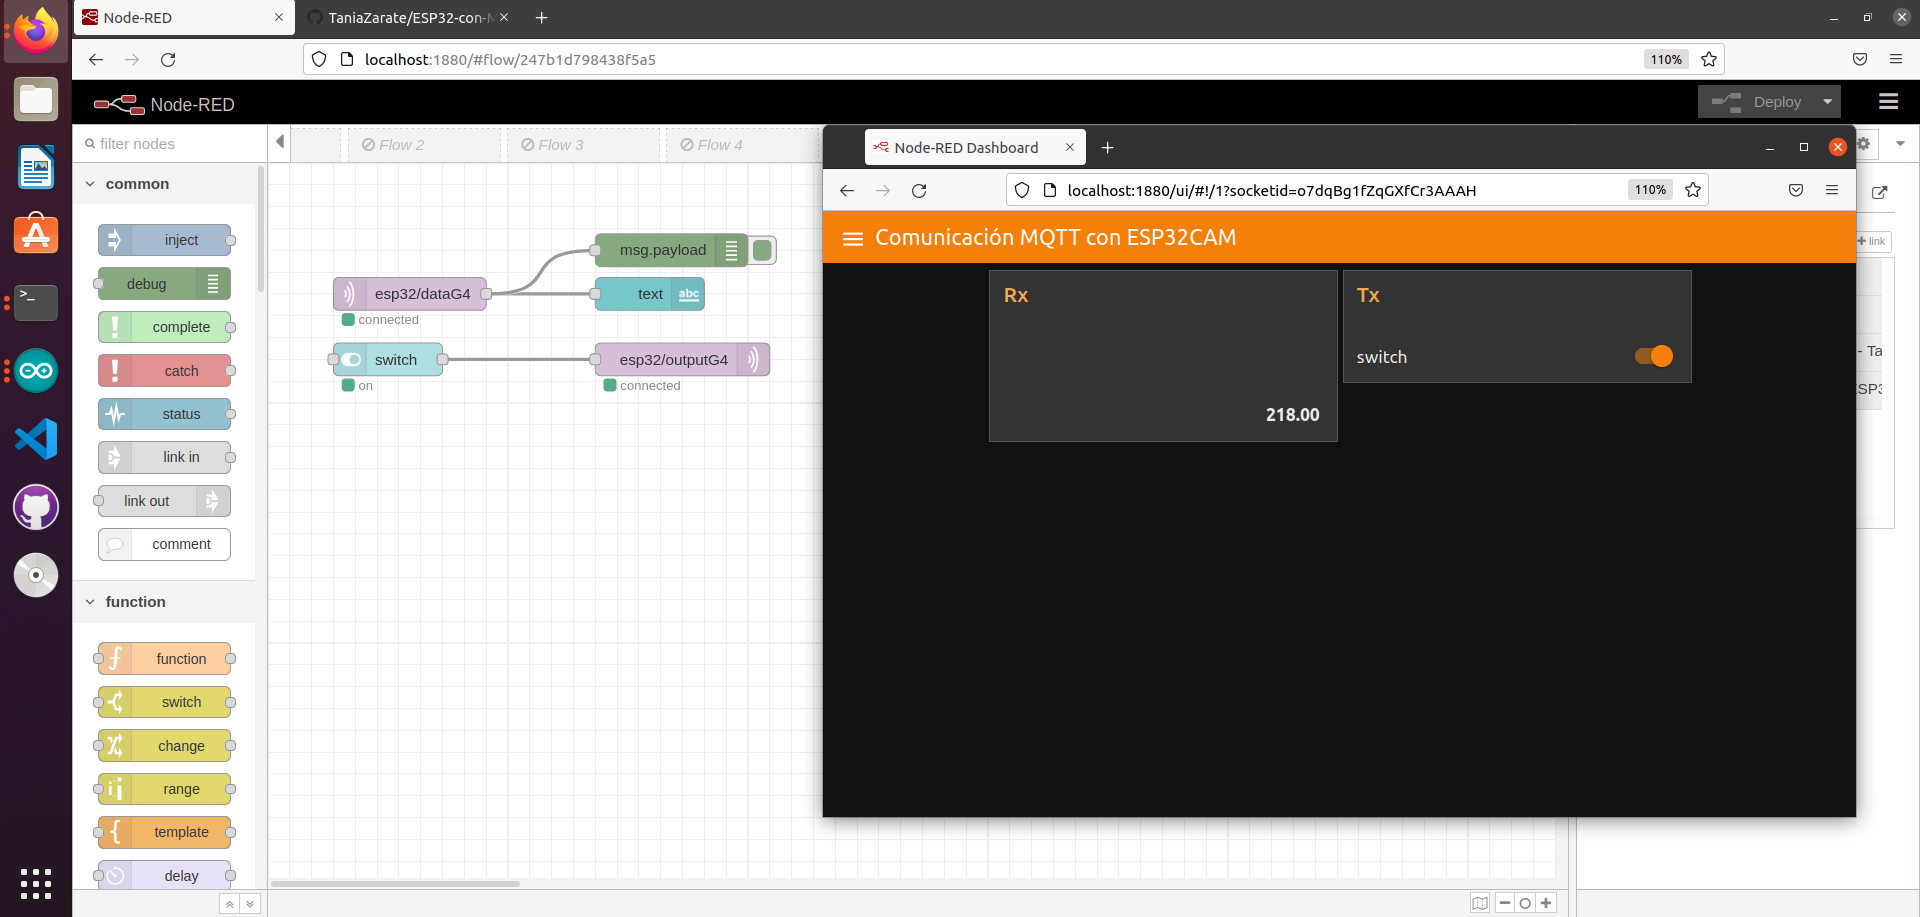 Node-RED
TaniaZarate/ESP32-con-M
localhost:1880/#flow/247b1d798438f5a5
110%
Node-RED
Deploy
filter nodes
Flow 2
Flow 3
Flow 4
common
inject
debug
complete
catch
status
link in
link out
comment
function
function
switch
change
range
template
delay
msg.payload
esp32/dataG4
connected
text
abc
switch
on
esp32/outputG4
connected
Node-RED Dashboard
localhost:1880/ui/#!/1?socketid=o7dqBg1fZqGXfCr3AAAH
110%
Comunicación MQTT con ESP32CAM
Rx
218.00
Tx
switch
link
- Ta
ESP3